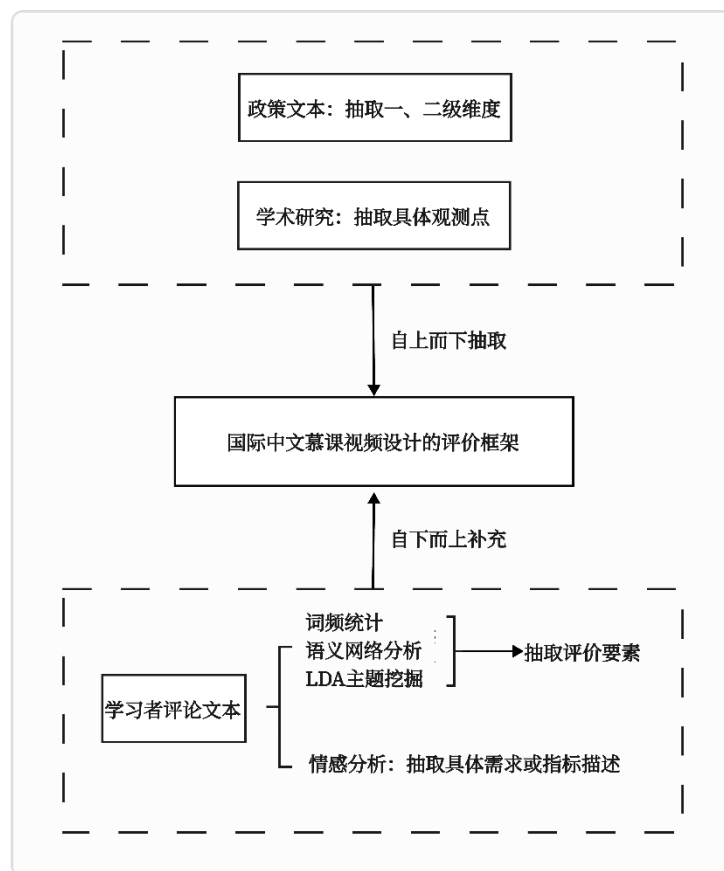 政策文本：抽取一、二级维度
学术研究：抽取具体观测点
自上而下抽取
国际中文慕课视频设计的评价框架
自下而上补充
词频统计
语义网络分析
LDA主题挖掘
抽取评价要素
学习者评论文本
情感分析：抽取具体需求或指标描述